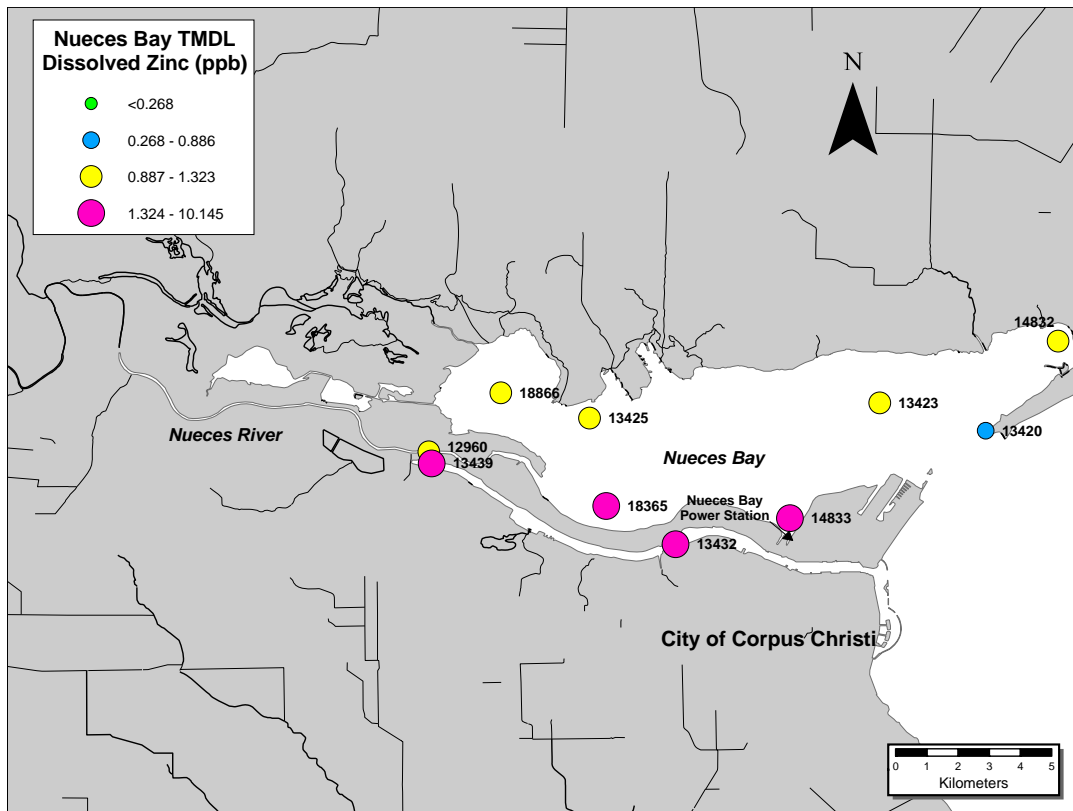 Nueces Bay TMDL
Dissolved Zinc (ppb)
<0.268
0.268 - 0.886
0.887 - 1.323
1.324 - 10.145
N
14832
18866
13425
13423
13420
Nueces River
12960
13439
Nueces Bay
18365
Nueces Bay
Power Station
14833
13432
City of Corpus Christi
0 1 2 3 4 5
Kilometers